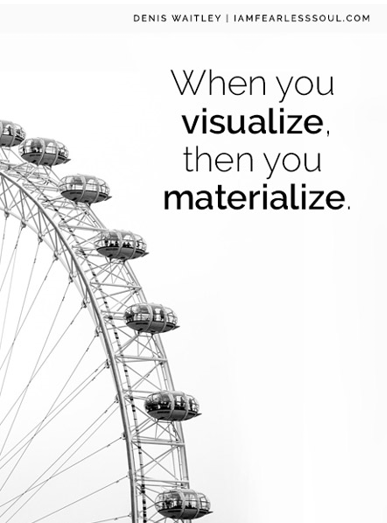 DENIS WAITLEY | IAMFEARLESSSOUL.COM
When you
visualize,
then you
materialize.